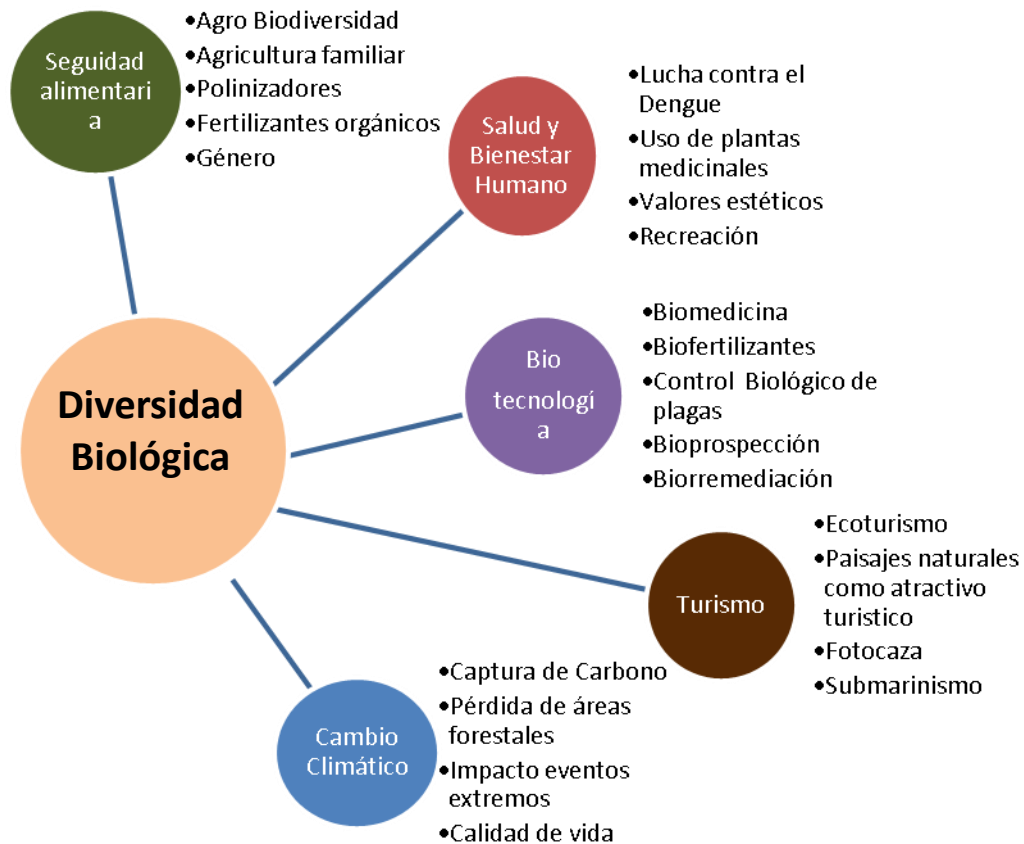 Seguidad
alimentari
a
•Agro Biodiversidad
•Agricultura familiar
•Polinizadores
•Fertilizantes orgánicos
•Género
Salud y
Bienestar
Humano
•Lucha contra el
Dengue
•Uso de plantas
medicinales
•Valores estéticos
•Recreación
Diversidad
Biológica
Bio
tecnologí
a
•Biomedicina
•Biofertilizantes
•Control Biológico de
plagas
•Bioprospección
•Biorremediación
Turismo
•Ecoturismo
•Paisajes naturales
como atractivo
turistico
•Fotocaza
•Submarinismo
Cambio
Climático
•Captura de Carbono
•Pérdida de áreas
forestales
•Impacto eventos
extremos
•Calidad de vida